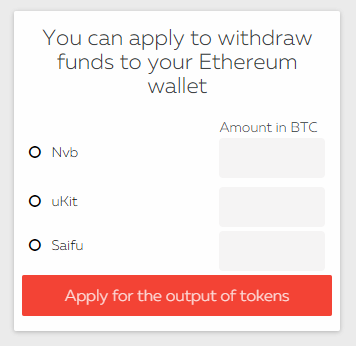 You can apply to withdraw
funds to your Ethereum
wallet
Amount in BTC
Nvb
uKit
Saifu
Apply for the output of tokens